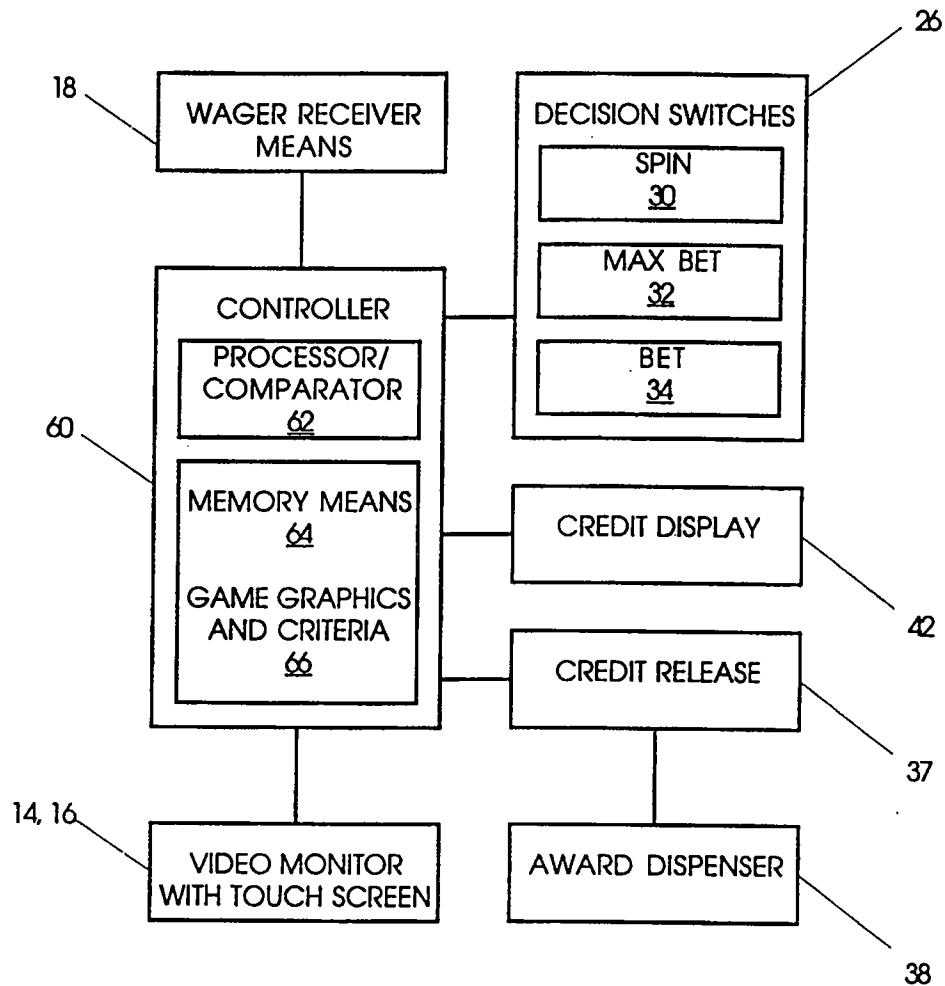 26
18
WAGER RECEIVER
MEANS
DECISION SWITCHES
SPIN
30
MAX BET
32
BET
34
CONTROLLER
PROCESSOR/
COMPARATOR
62
60
MEMORY MEANS
64
GAME GRAPHICS
AND CRITERIA
66
CREDIT DISPLAY
42
CREDIT RELEASE
37
14, 16
VIDEO MONITOR
WITH TOUCH SCREEN
AWARD DISPENSER
38